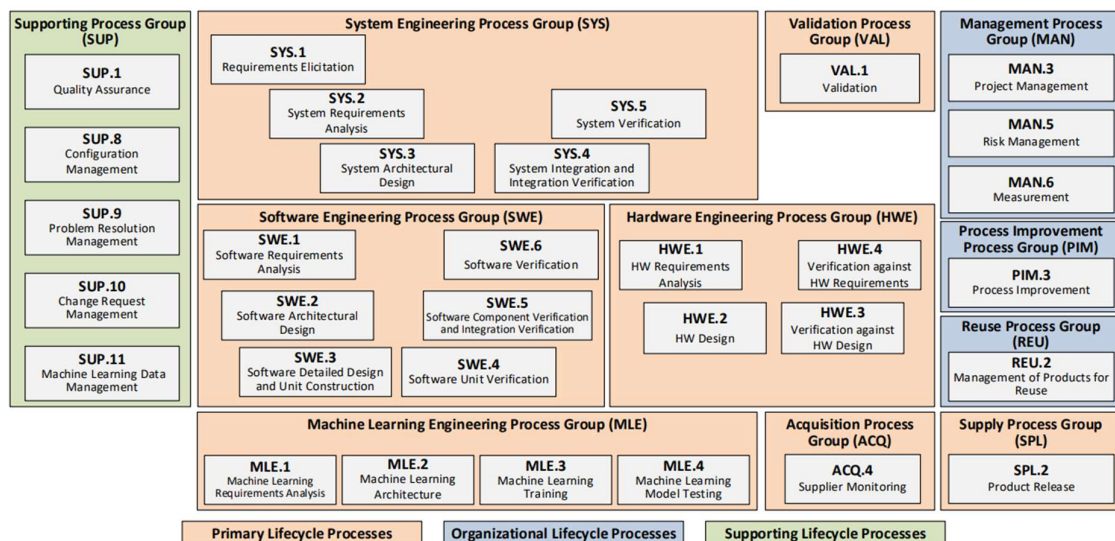 Supporting Process Group
(SUP)
SUP.1
Quality Assurance
SUP.8
Configuration
Management
SUP.9
Problem Resolution
Management
SUP.10
Change Request
Management
SUP.11
Machine Learning Data
Management
System Engineering Process Group (SYS)
SYS.1
Requirements Elicitation
SYS.2
System Requirements
Analysis
SYS.3
System Architectural
Design
SYS.5
System Verification
SYS.4
System Integration and
Integration Verification
Validation Process
Group (VAL)
VAL.1
Validation
Management Process
Group (MAN)
MAN.3
Project Management
MAN.5
Risk Management
MAN.6
Measurement
Software Engineering Process Group (SWE)
SWE.1
Software Requirements
Analysis
SWE.2
Software Architectural
Design
SWE.3
Software Detailed Design
and Unit Construction
SWE.6
Software Verification
SWE.5
Software Component Verification
and Integration Verification
SWE.4
Software Unit Verification
Hardware Engineering Process Group (HWE)
HWE.1
HW Requirements
Analysis
HWE.2
HW Design
HWE.4
Verification against
HW Requirements
HWE.3
Verification against
HW Design
Process Improvement
Process Group (PIM)
PIM.3
Process Improvement
Reuse Process Group
(REU)
REU.2
Management of Products for
Reuse
Machine Learning Engineering Process Group (MLE)
MLE.1
Machine Learning
Requirements Analysis
MLE.2
Machine Learning
Architecture
MLE.3
Machine Learning
Training
MLE.4
Machine Learning
Model Testing
Acquisition Process
Group (ACQ)
ACQ.4
Supplier Monitoring
Supply Process Group
(SPL)
SPL.2
Product Release
Primary Lifecycle Processes
Organizational Lifecycle Processes
Supporting Lifecycle Processes